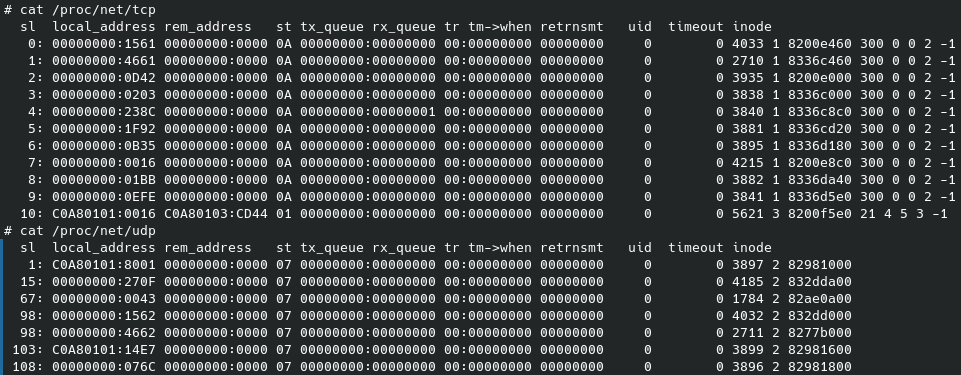 # cat /proc/net/tcp
  sl  local_address rem_address   st tx_queue rx_queue tr tm->when retrnsmt   uid  timeout inode
   0: 00000000:1561 00000000:0000 0A 00000000:00000000 00:00000000 00000000     0        0 4033 1 8200e460 300 0 0 2 -1
   1: 00000000:4661 00000000:0000 0A 00000000:00000000 00:00000000 00000000     0        0 2710 1 8336c460 300 0 0 2 -1
   2: 00000000:0D42 00000000:0000 0A 00000000:00000000 00:00000000 00000000     0        0 3935 1 8200e000 300 0 0 2 -1
   3: 00000000:0203 00000000:0000 0A 00000000:00000000 00:00000000 00000000     0        0 3838 1 8336c000 300 0 0 2 -1
   4: 00000000:238C 00000000:0000 0A 00000000:00000001 00:00000000 00000000     0        0 3840 1 8336c8c0 300 0 0 2 -1
   5: 00000000:1F92 00000000:0000 0A 00000000:00000000 00:00000000 00000000     0        0 3881 1 8336cd20 300 0 0 2 -1
   6: 00000000:0B35 00000000:0000 0A 00000000:00000000 00:00000000 00000000     0        0 3895 1 8336d180 300 0 0 2 -1
   7: 00000000:0016 00000000:0000 0A 00000000:00000000 00:00000000 00000000     0        0 4215 1 8200e8c0 300 0 0 2 -1
   8: 00000000:01BB 00000000:0000 0A 00000000:00000000 00:00000000 00000000     0        0 3882 1 8336da40 300 0 0 2 -1
   9: 00000000:0EFE 00000000:0000 0A 00000000:00000000 00:00000000 00000000     0        0 3841 1 8336d5e0 300 0 0 2 -1
  10: C0A80101:0016 C0A80103:CD44 01 00000000:00000000 00:00000000 00000000     0        0 5621 3 8200f5e0 21 4 5 3 -1
# cat /proc/net/udp
  sl  local_address rem_address   st tx_queue rx_queue tr tm->when retrnsmt   uid  timeout inode
   1: C0A80101:8001 00000000:0000 07 00000000:00000000 00:00000000 00000000     0        0 3897 2 82981000
  15: 00000000:270F 00000000:0000 07 00000000:00000000 00:00000000 00000000     0        0 4185 2 832dda00
  67: 00000000:0043 00000000:0000 07 00000000:00000000 00:00000000 00000000     0        0 1784 2 82ae0a00
  98: 00000000:1562 00000000:0000 07 00000000:00000000 00:00000000 00000000     0        0 4032 2 832dd000
  98: 00000000:4662 00000000:0000 07 00000000:00000000 00:00000000 00000000     0        0 2711 2 8277b000
 103: C0A80101:14E7 00000000:0000 07 00000000:00000000 00:00000000 00000000     0        0 3899 2 82981600
 108: 00000000:076C 00000000:0000 07 00000000:00000000 00:00000000 00000000     0        0 3896 2 82981800